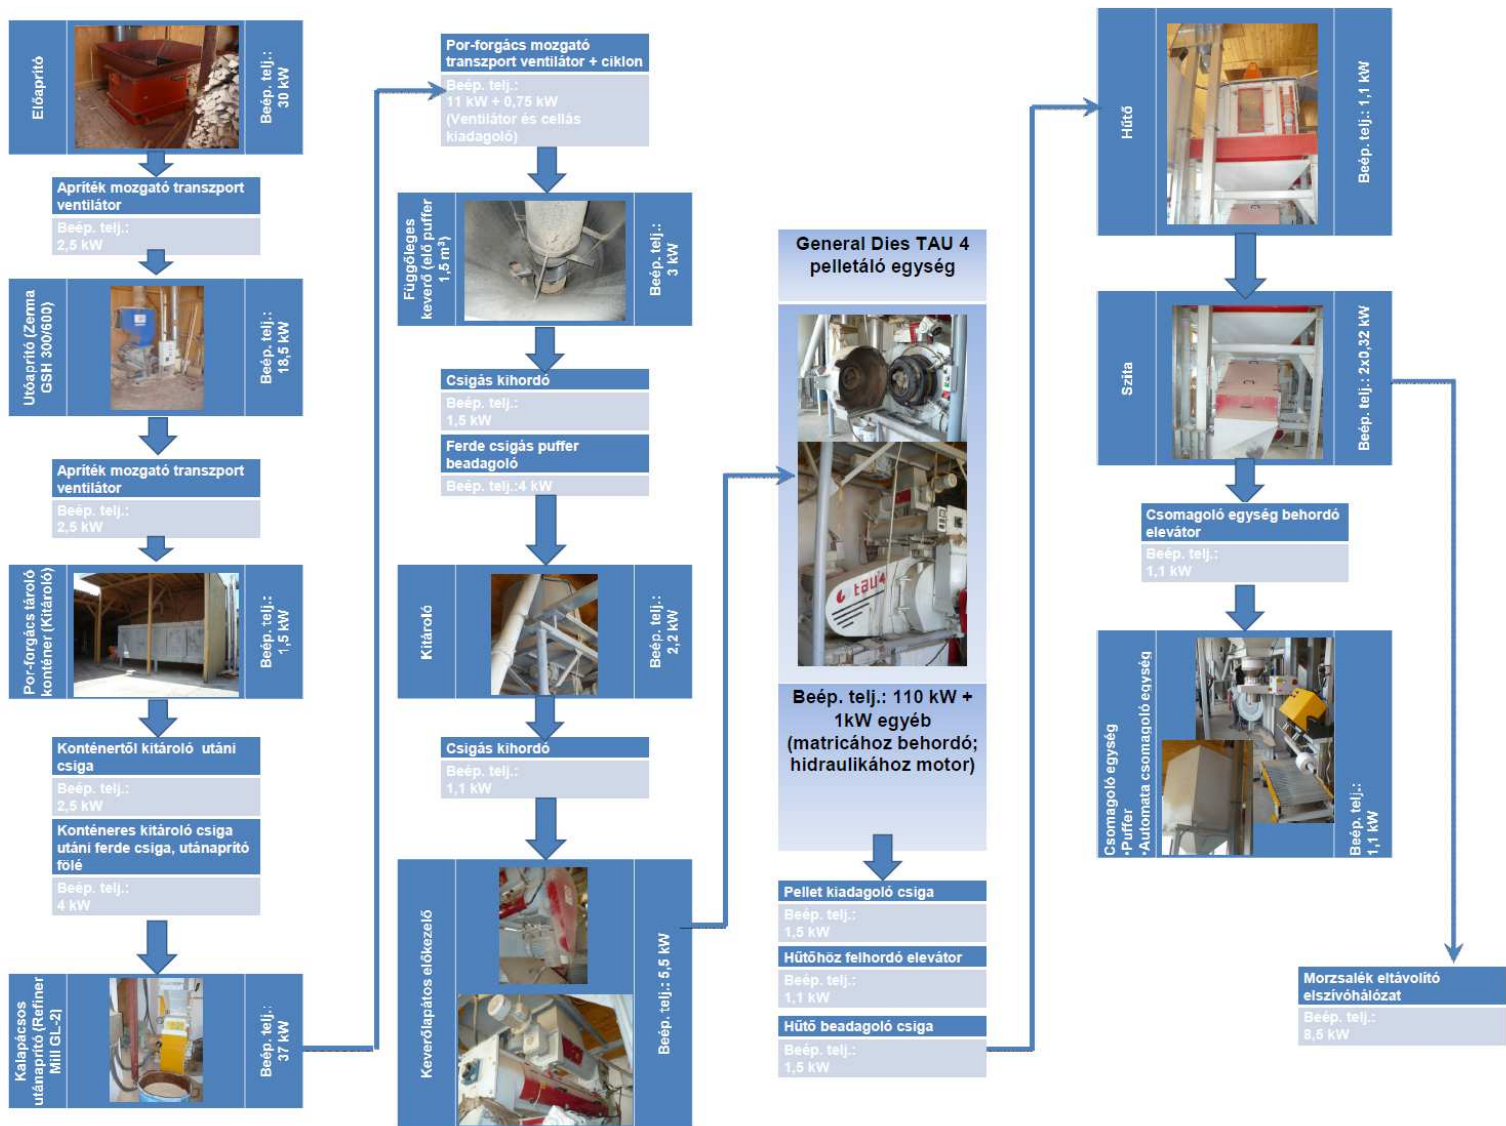 Előaprító
Beép. telj.:
30 kW
Apríték mozgató transzport
ventilátor
Beép. telj.:
2,5 kW
Utóaprító (Zerma
GSH 300/600)
Beép. telj.:
18,5 kW
Apríték mozgató transzport
ventilátor
Beép. telj.:
2,5 kW
Por-forgács tároló
konténer (Kitároló)
Beép. telj.:
1,5 kW
Konténertől kitároló utáni
csiga
Beép. telj.:
2,5 kW
Konténeres kitároló csiga
utáni ferde csiga, utánaprító
fölé
Beép. telj.:
4 kW
Kalapácsos
utánaprító (Refiner
Mill GL-2)
Beép. telj.:
37 kW
Por-forgács mozgató
transzport ventilátor + ciklon
Beép. telj.:
11 kW + 0,75 kW
(Ventilátor és cellás
kiadagoló)
Függőleges
keverő (elő puffer
1,5 m³)
Beép. telj.:
3 kW
Csigás kihordó
Beép. telj.:
1,5 kW
Ferde csigás puffer
beadagoló
Beép. telj.:4 kW
Kitároló
Beép. telj.:
2,2 kW
Csigás kihordó
Beép. telj.:
1,1 kW
Keverőlapátos előkezelő
Beép. telj.: 5,5 kW
General Dies TAU 4
pelletáló egység
tau4
Beép. telj.: 110 kW +
1kW egyéb
(matricához behordó;
hidraulikához motor)
Pellet kiadagoló csiga
Beép. telj.:
1,5 kW
Hűtőhöz felhordó elevátor
Beép. telj.:
1,1 kW
Hűtő beadagoló csiga
Beép. telj.:
1,5 kW
Hűtő
Beép. telj.: 1,1 kW
Szita
Beép. telj.: 2x0,32 kW
Csomagoló egység behordó
elevátor
Beép. telj.:
1,1 kW
Csomagoló egység
•Puffer
•Automata csomagoló egység
Beép. telj.:
1,1 kW
Morzsalék eltávolító
elszívóhálózat
Beép. telj.:
8,5 kW